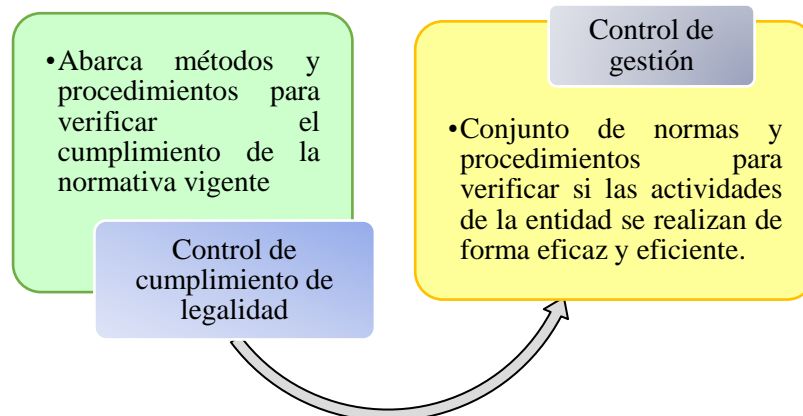 •Abarca métodos y
procedimientos para
verificar el
cumplimiento de la
normativa vigente
Control de
cumplimiento de
legalidad
Control de
gestión
•Conjunto de normas y
procedimientos para
verificar si las actividades
de la entidad se realizan de
forma eficaz y eficiente.